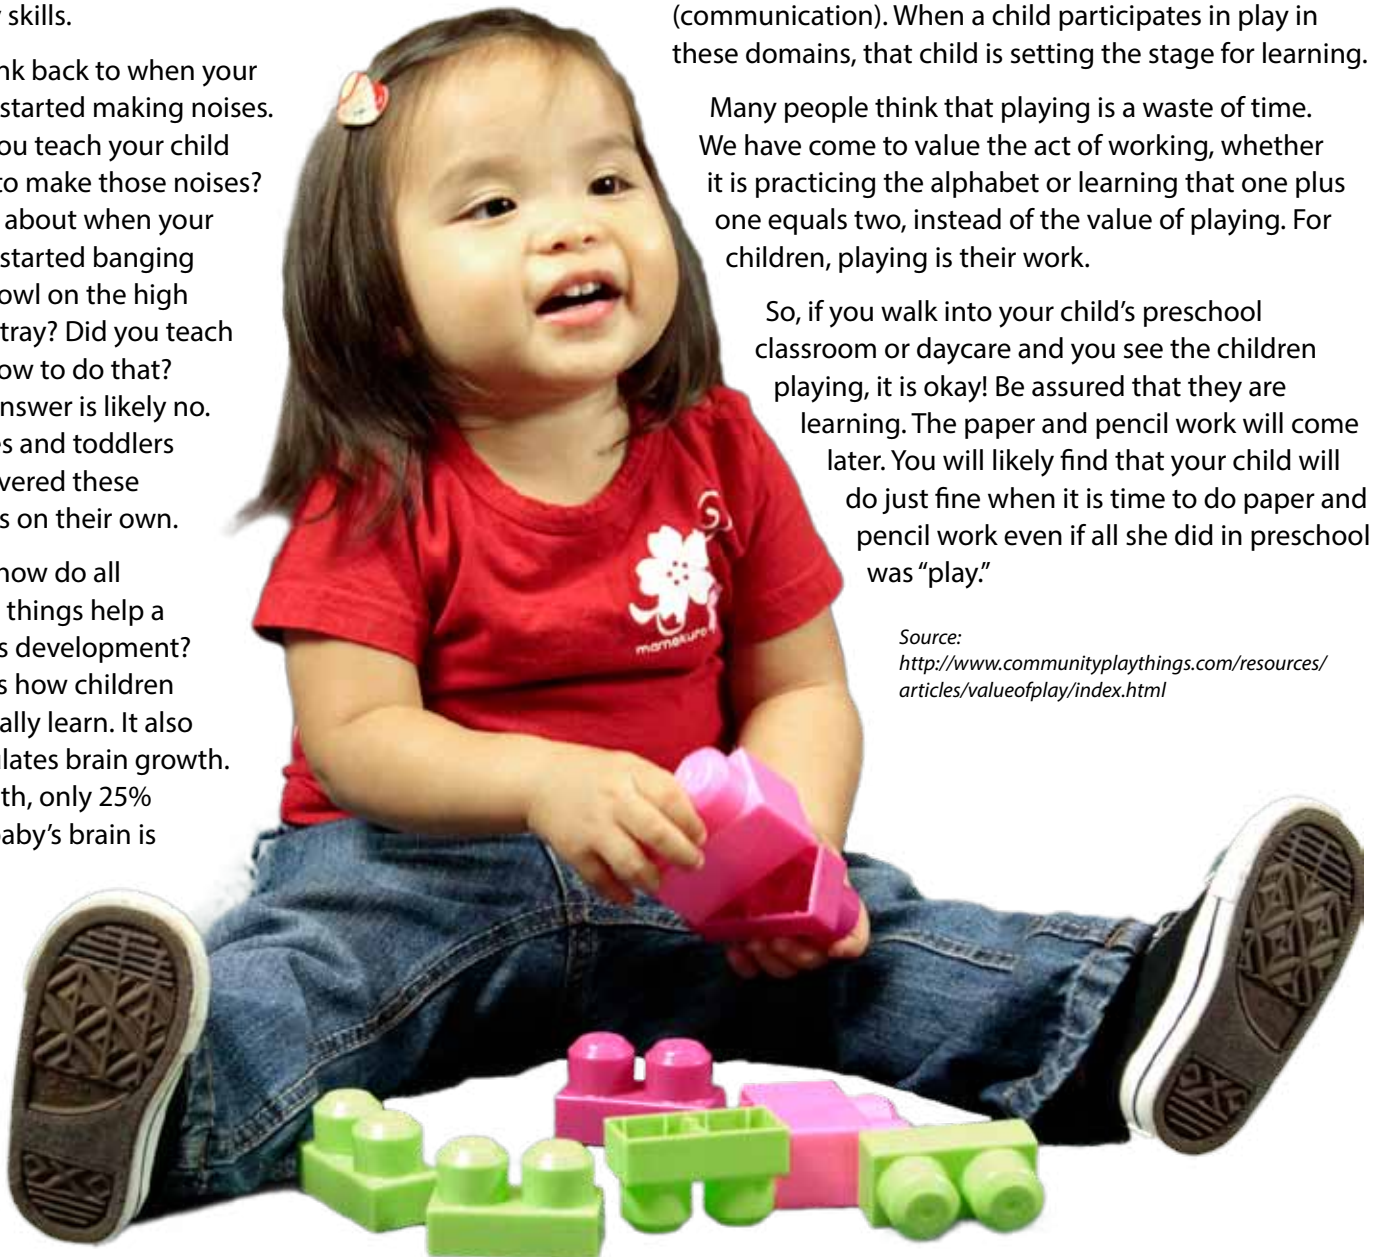 skills.
nk back to when your
started making noises.
ou teach your child
to make those noises?
about when your
started banging
owl on the high
tray? Did you teach
ow to do that?
nswer is likely no.
es and toddlers
vered these
s on their own.
how do all
things help a
s development?
s how children
ally learn. It also
lates brain growth.
th, only 25%
baby’s brain is
(communication). When a child participates in play in
these domains, that child is setting the stage for learning.
Many people think that playing is a waste of time.
We have come to value the act of working, whether
it is practicing the alphabet or learning that one plus
one equals two, instead of the value of playing. For
children, playing is their work.
So, if you walk into your child’s preschool
classroom or daycare and you see the children
playing, it is okay! Be assured that they are
learning. The paper and pencil work will come
later. You will likely find that your child will
do just fine when it is time to do paper and
pencil work even if all she did in preschool
was “play.”
Source:
http://www.communityplaythings.com/resources/
articles/valueofplay/index.html
mamekuro